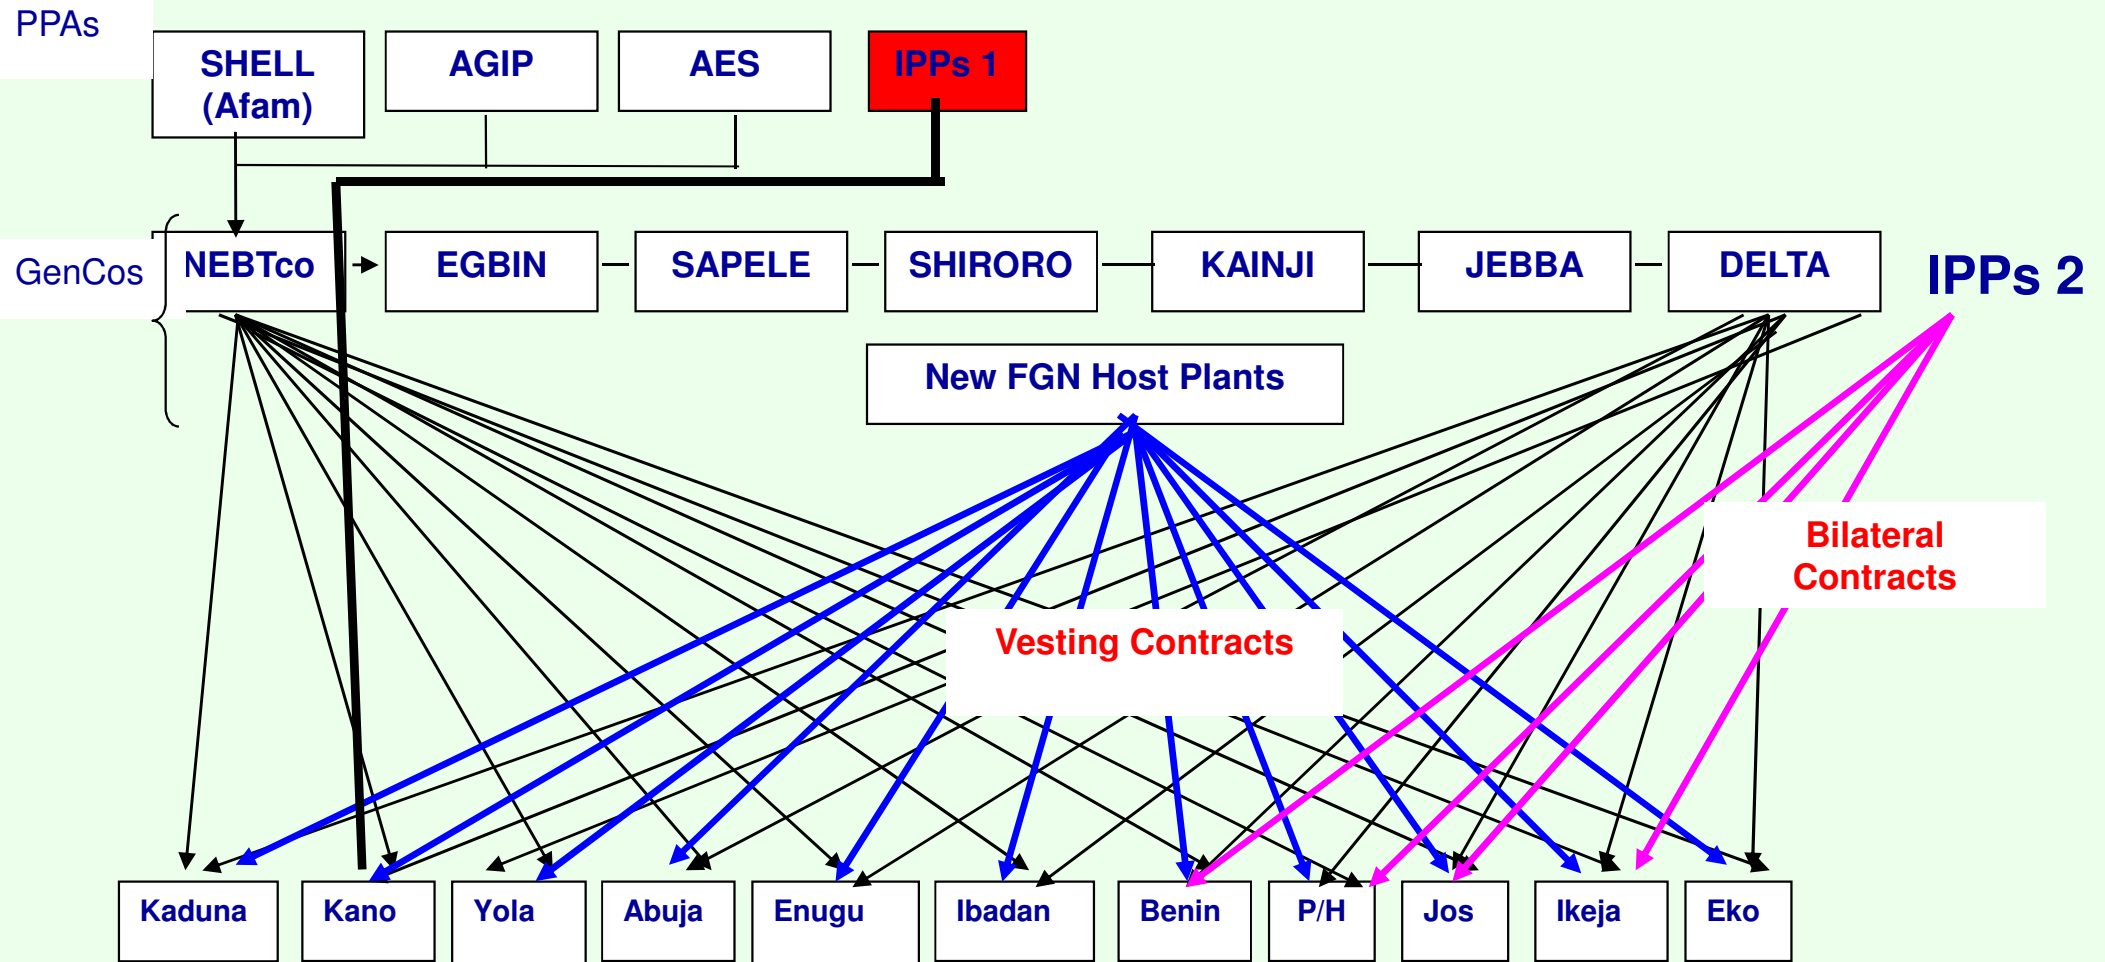 PPAs
SHELL
(Afam)
AGIP
AES
IPPs 1
GenCos
NEBTco
EGBIN
SAPELE
SHIRORO
KAINJI
JEBBA
DELTA
IPPs 2
New FGN Host Plants
Bilateral
Contracts
Vesting Contracts
Kaduna
Kano
Yola
Abuja
Enugu
Ibadan
Benin
P/H
Jos
Ikeja
Eko